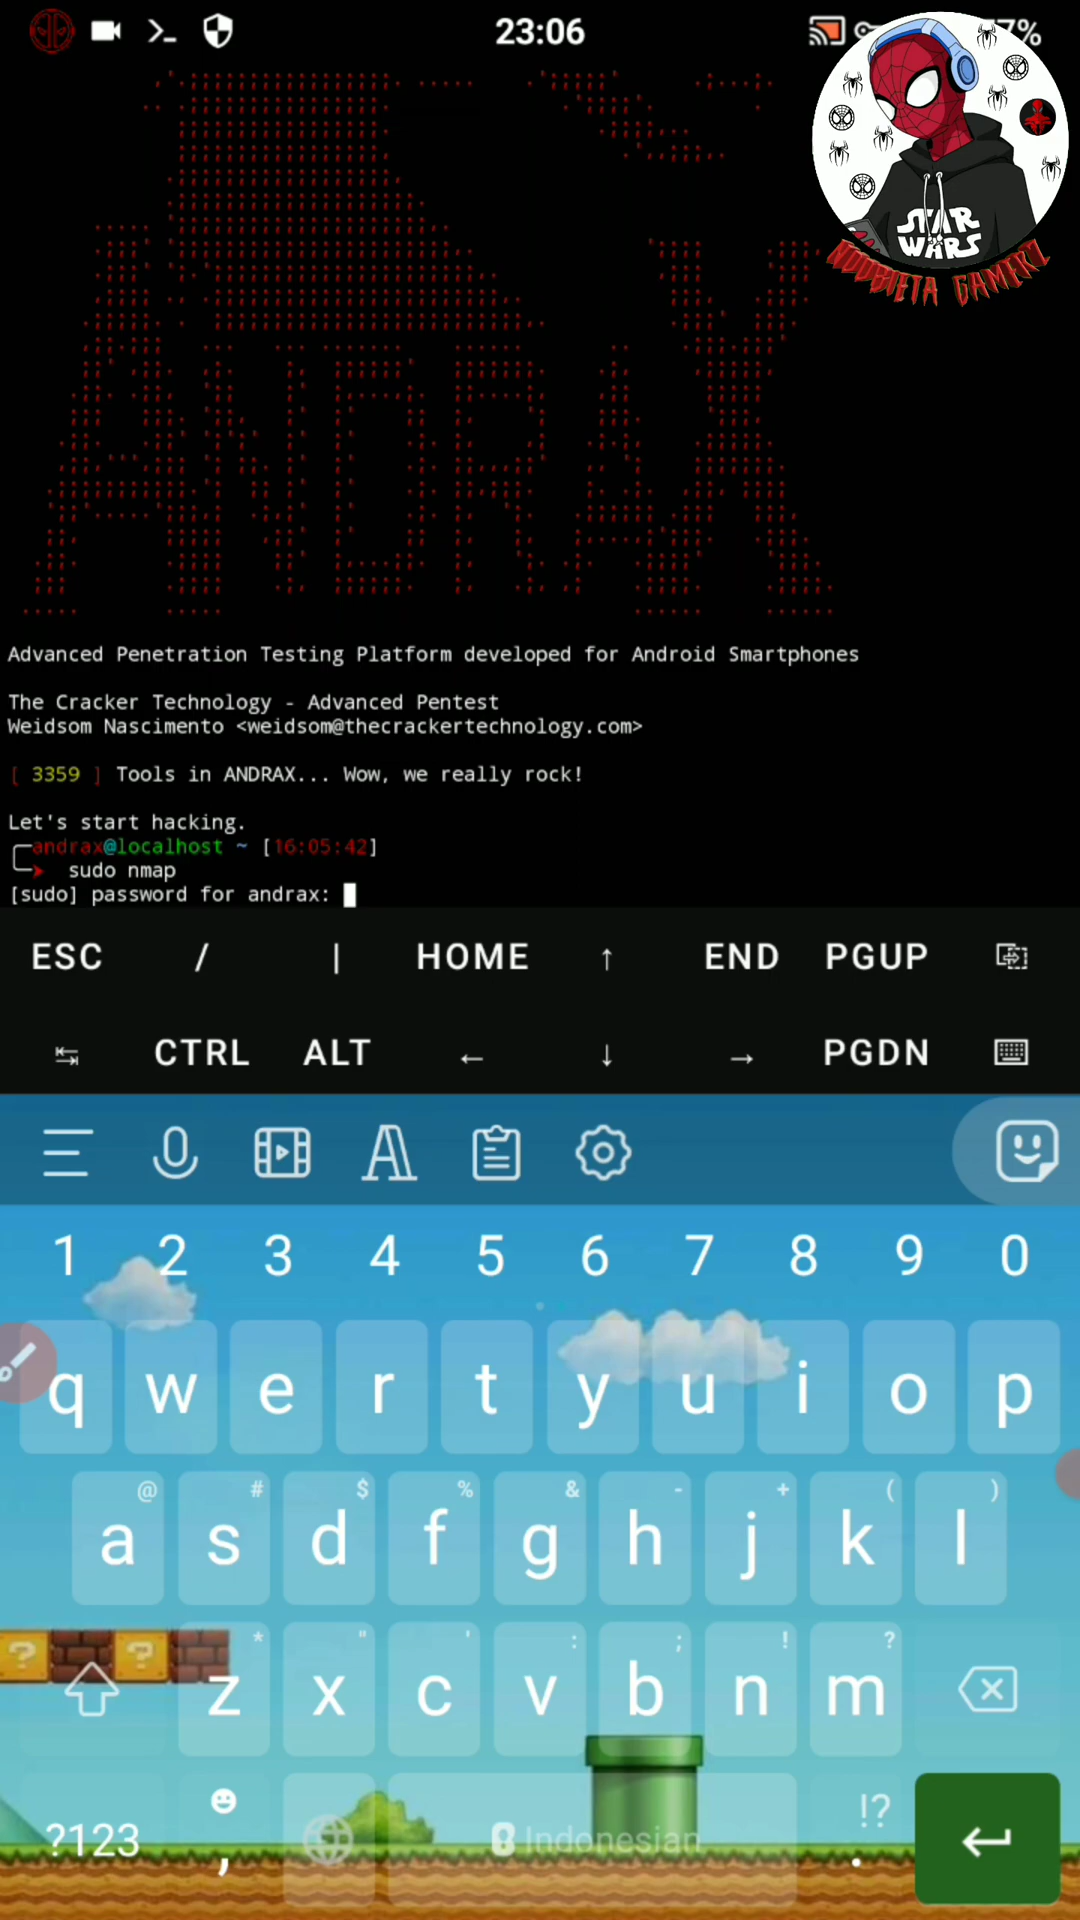 23:06
7%
STAR
WARS
NOOBIETA GAMERZ
ANDRAX
Advanced Penetration Testing Platform developed for Android Smartphones
The Cracker Technology - Advanced Pentest
Weidsom Nascimento <weidsom@thecrackertechnology.com>
[ 3359 ] Tools in ANDRAX... Wow, we really rock!
Let's start hacking.
andrax@localhost ~ [16:05:42]
sudo nmap
[sudo] password for andrax:
ESC / | HOME ↑ END PGUP
CTRL ALT ← ↓ → PGDN
1 2 3 4 5 6 7 8 9 0
q w e r t y u i o p
@ # $ % & - + ( )
a s d f g h j k l
* " ' : ; ! ?
z x c v b n m
!?
?123 , Indonesian .